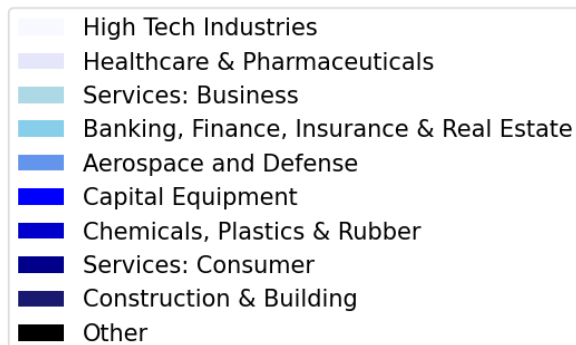 High Tech Industries
Healthcare & Pharmaceuticals
Services: Business
Banking, Finance, Insurance & Real Estate
Aerospace and Defense
Capital Equipment
Chemicals, Plastics & Rubber
Services: Consumer
Construction & Building
Other